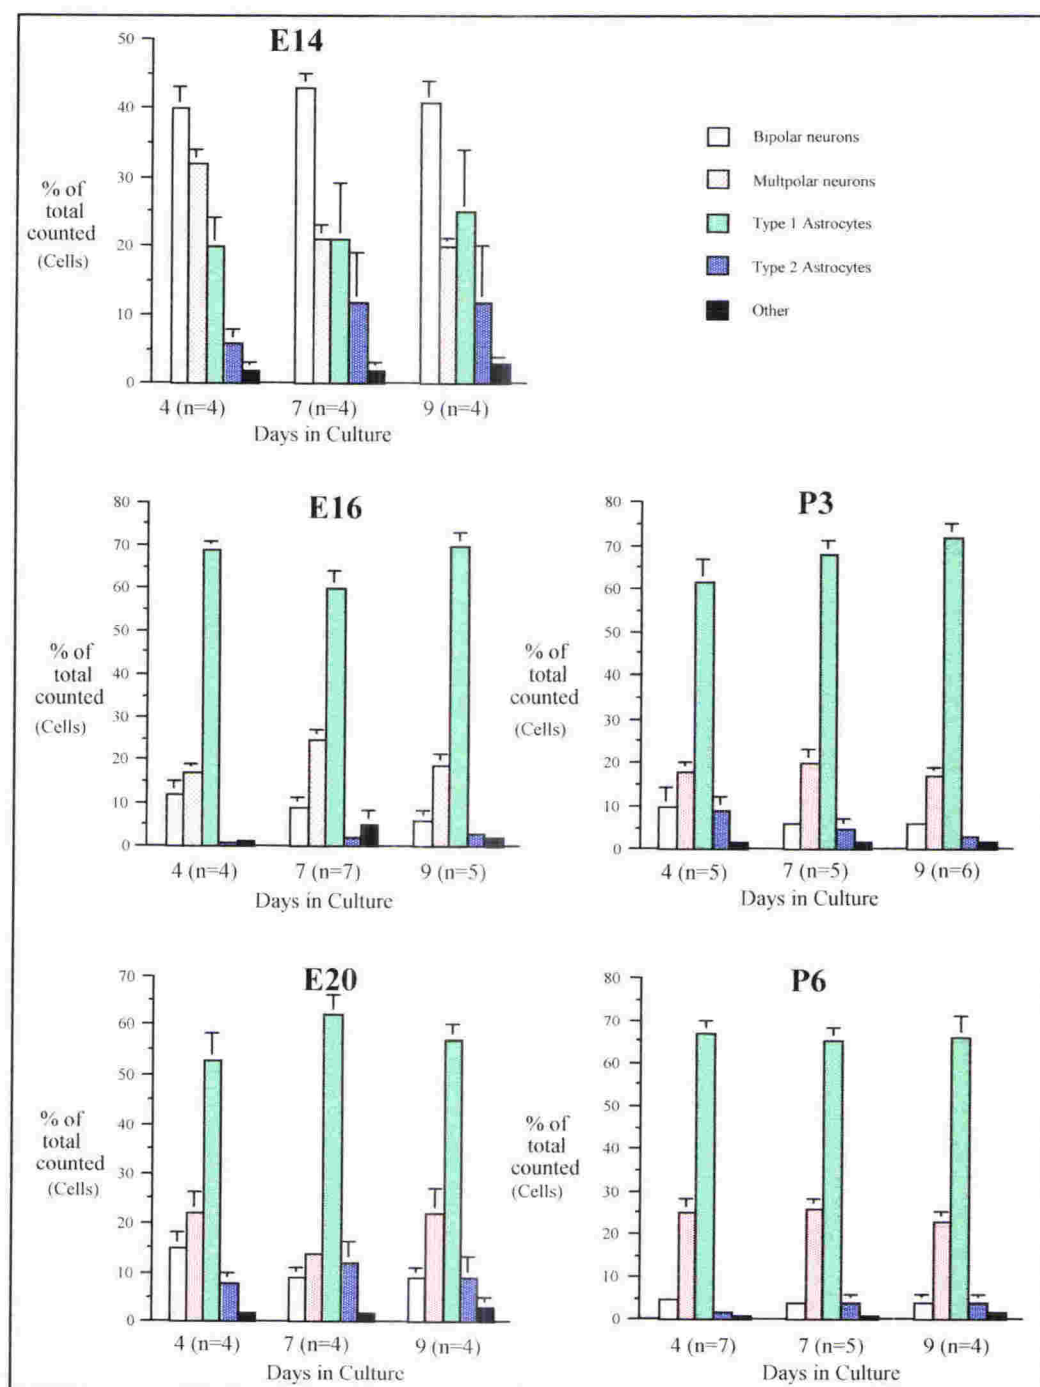 E14
50
40
30
20
10
0
% of
total
counted
(Cells)
4 (n=4) 7 (n=4) 9 (n=4)
Days in Culture
Bipolar neurons
Multpolar neurons
Type 1 Astrocytes
Type 2 Astrocytes
Other
E16
80
70
60
50
40
30
20
10
0
% of
total
counted
(Cells)
4 (n=4) 7 (n=7) 9 (n=5)
Days in Culture
P3
80
70
60
50
40
30
20
10
0
% of
total
counted
(Cells)
4 (n=5) 7 (n=5) 9 (n=6)
Days in Culture
E20
70
60
50
40
30
20
10
0
% of
total
counted
(Cells)
4 (n=4) 7 (n=4) 9 (n=4)
Days in Culture
P6
80
70
60
50
40
30
20
10
0
% of
total
counted
(Cells)
4 (n=7) 7 (n=5) 9 (n=4)
Days in Culture